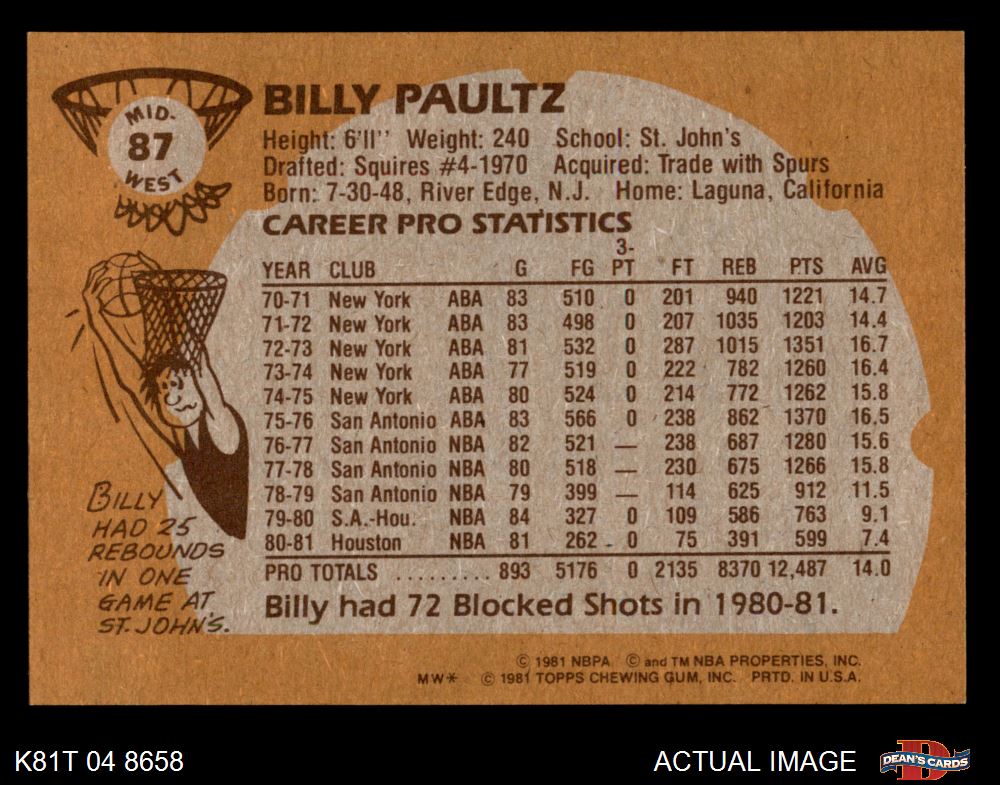 MID-
87
WEST
BILLY PAULTZ
Height: 6'11" Weight: 240 School: St. John's
Drafted: Squires #4-1970 Acquired: Trade with Spurs
Born: 7-30-48, River Edge, N.J. Home: Laguna, California
CAREER PRO STATISTICS
YEAR CLUB G FG 3-PT FT REB PTS AVG
70-71 New York ABA 83 510 0 201 940 1221 14.7
71-72 New York ABA 83 498 0 207 1035 1203 14.4
72-73 New York ABA 81 532 0 287 1015 1351 16.7
73-74 New York ABA 77 519 0 222 782 1260 16.4
74-75 New York ABA 80 524 0 214 772 1262 15.8
75-76 San Antonio ABA 83 566 0 238 862 1370 16.5
76-77 San Antonio NBA 82 521 — 238 687 1280 15.6
77-78 San Antonio NBA 80 518 — 230 675 1266 15.8
78-79 San Antonio NBA 79 399 — 114 625 912 11.5
79-80 S.A.-Hou. NBA 84 327 0 109 586 763 9.1
80-81 Houston NBA 81 262 0 75 391 599 7.4
PRO TOTALS ......... 893 5176 0 2135 8370 12,487 14.0
Billy had 72 Blocked Shots in 1980-81.
BILLY
HAD 25
REBOUNDS
IN ONE
GAME AT
ST. JOHN'S.
© 1981 NBPA © and TM NBA PROPERTIES, INC.
MW* © 1981 TOPPS CHEWING GUM, INC. PRTD. IN U.S.A.
K81T 04 8658
ACTUAL IMAGE
DEAN'S CARDS